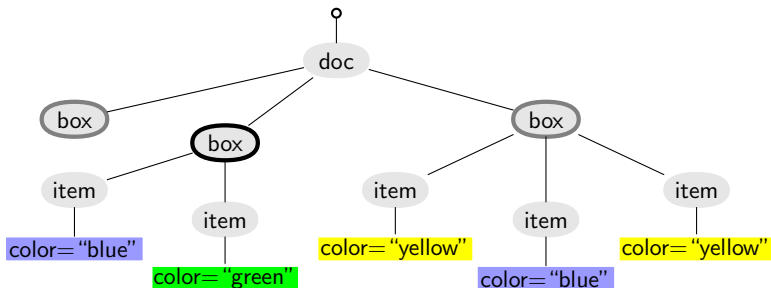 doc
box
box
box
item
item
item
item
item
color="blue"
color="green"
color="yellow"
color="blue"
color="yellow"